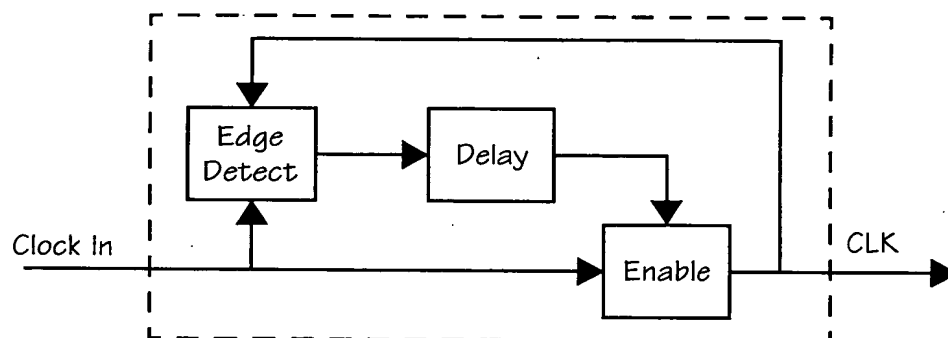 Edge
Detect
Delay
Clock In
Enable
CLK